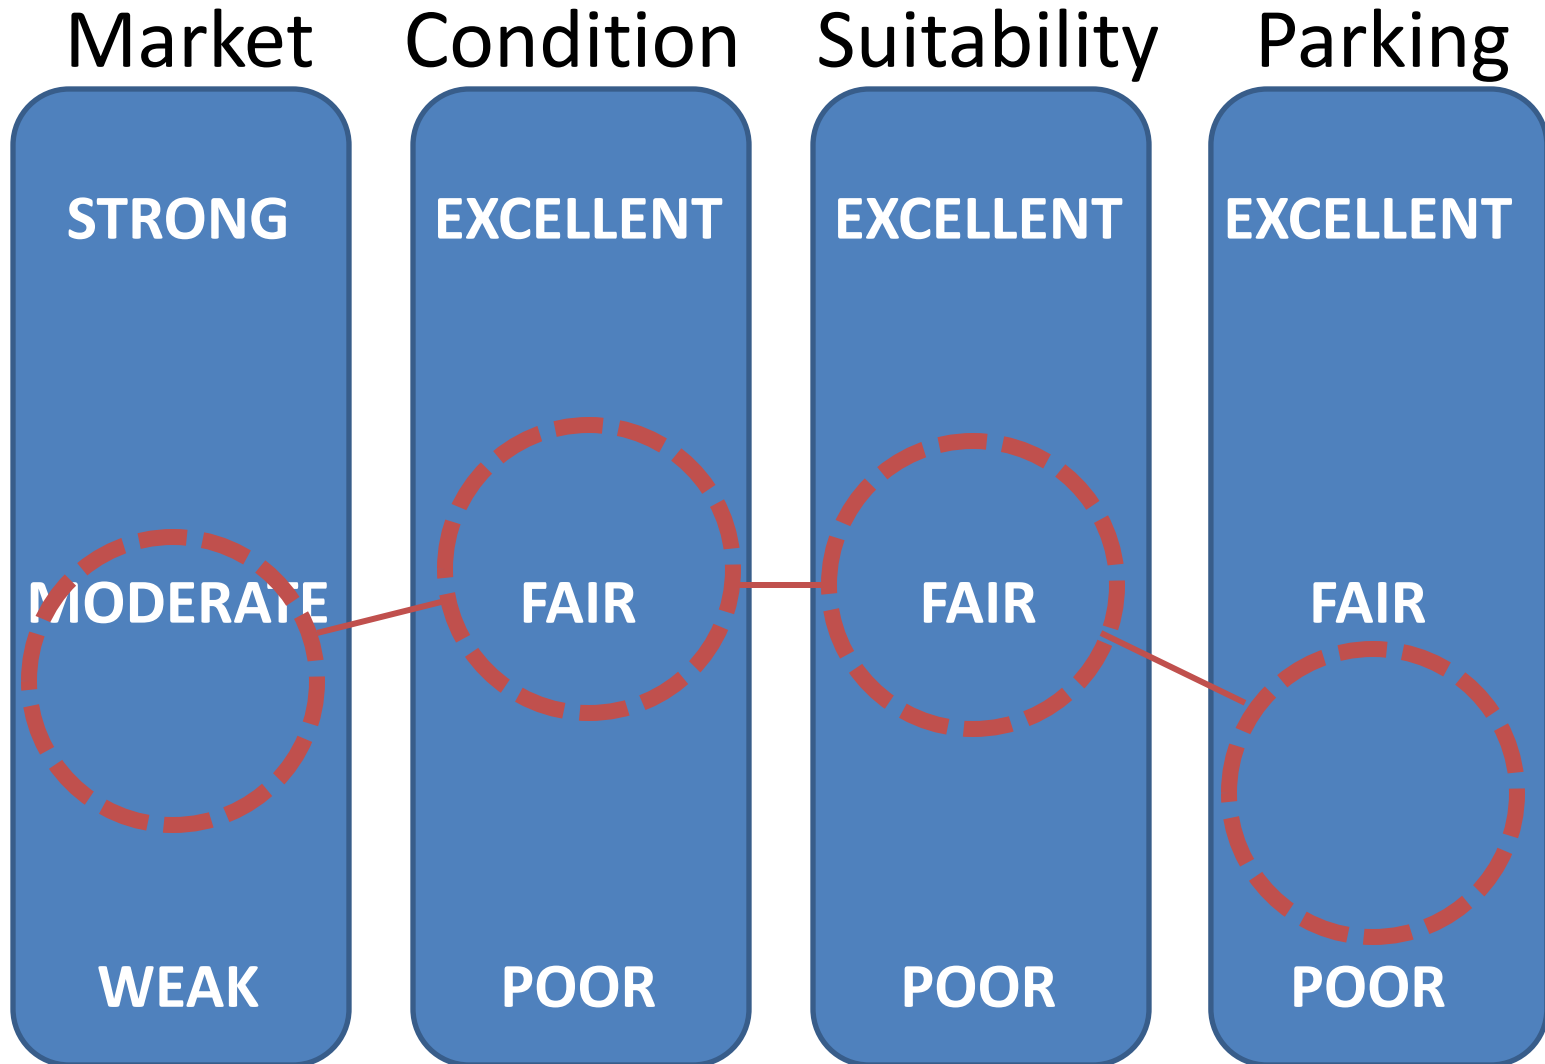 Market Condition Suitability Parking
STRONG EXCELLENT EXCELLENT EXCELLENT
MODERATE FAIR FAIR FAIR
WEAK POOR POOR POOR